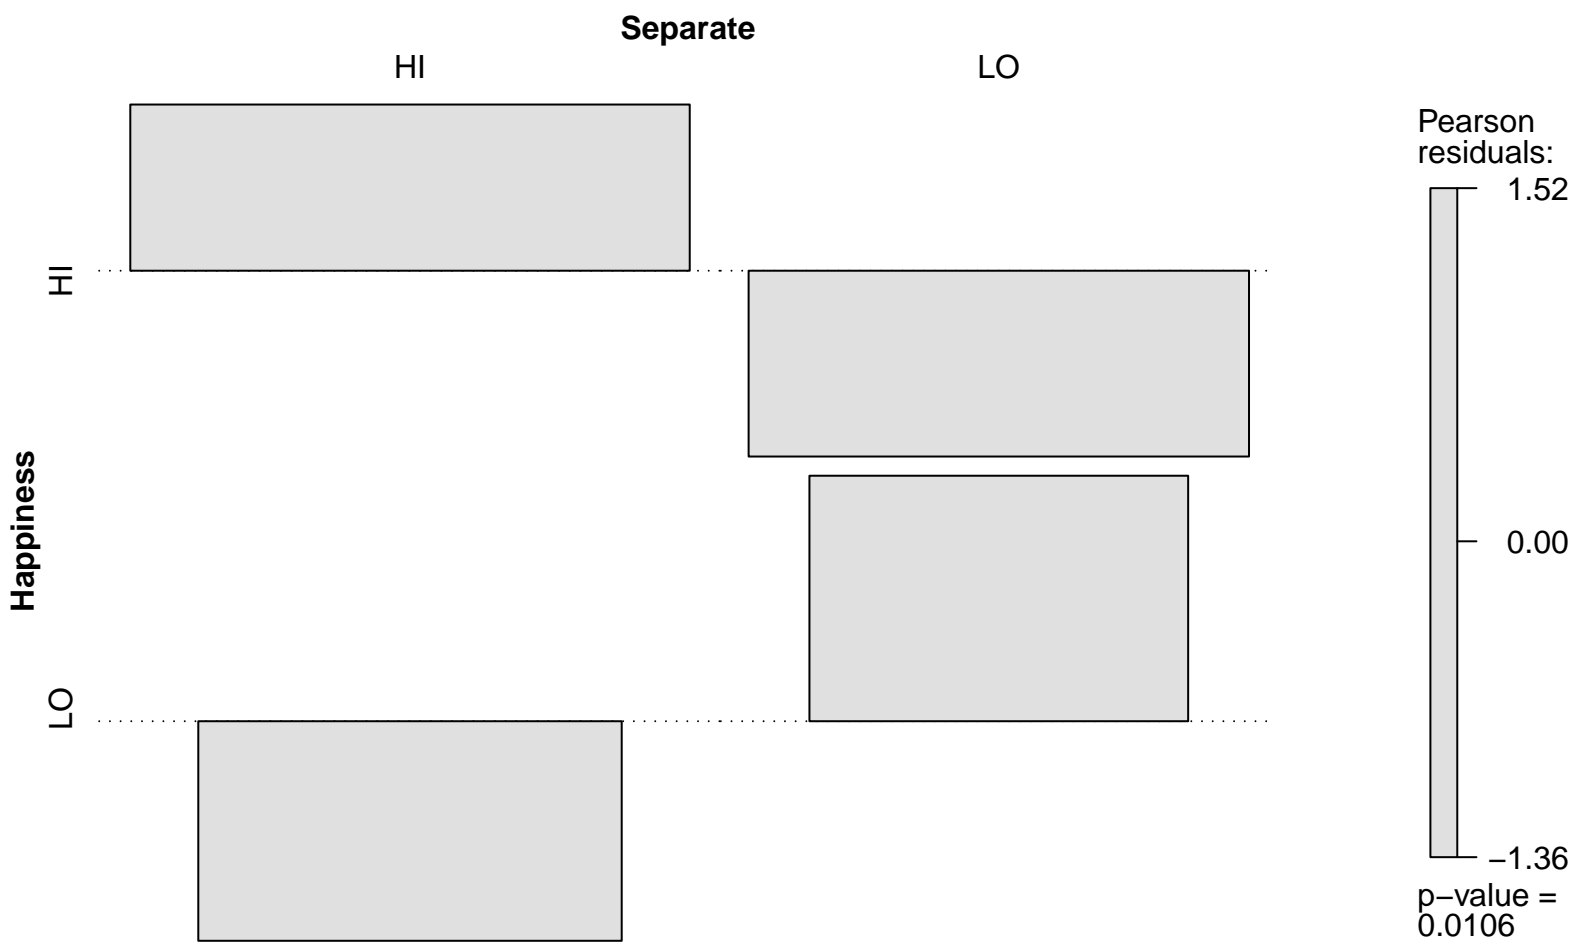 Separate
HI LO
Pearson
residuals:
1.52
HI
Happiness
0.00
LO
−1.36
p−value =
0.0106